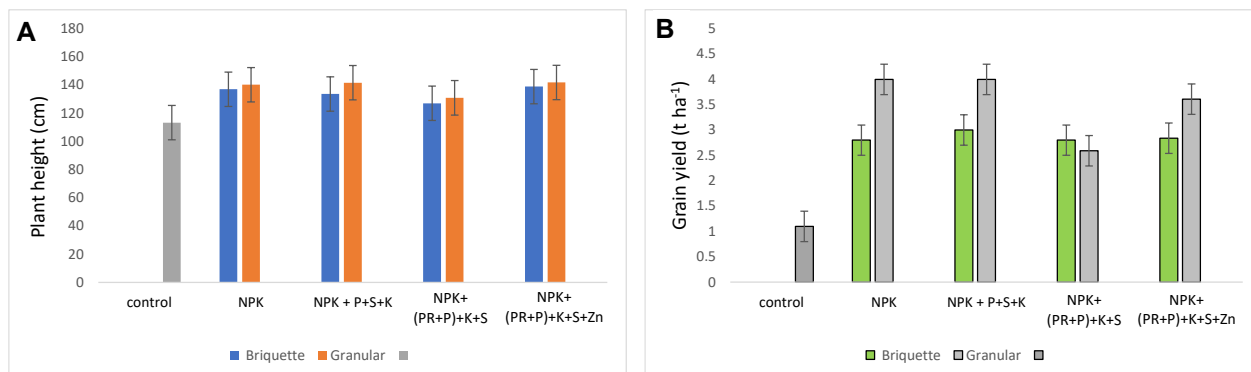 A
Plant height (cm)
180
160
140
120
100
80
60
40
20
0
control
NPK
NPK + P+S+K
NPK+
(PR+P)+K+S
NPK+
(PR+P)+K+S+Zn
Briquette
Granular
B
Grain yield (t ha⁻¹)
5
4.5
4
3.5
3
2.5
2
1.5
1
0.5
0
control
NPK
NPK + P+S+K
NPK+
(PR+P)+K+S
NPK+
(PR+P)+K+S+Zn
Briquette
Granular